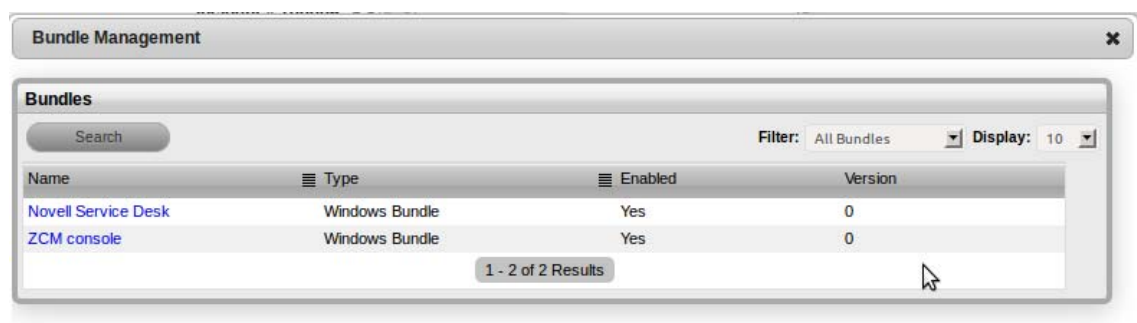 Bundle Management
Bundles
Search Filter: All Bundles Display: 10
Name Type Enabled Version
Novell Service Desk Windows Bundle Yes 0
ZCM console Windows Bundle Yes 0
1 - 2 of 2 Results